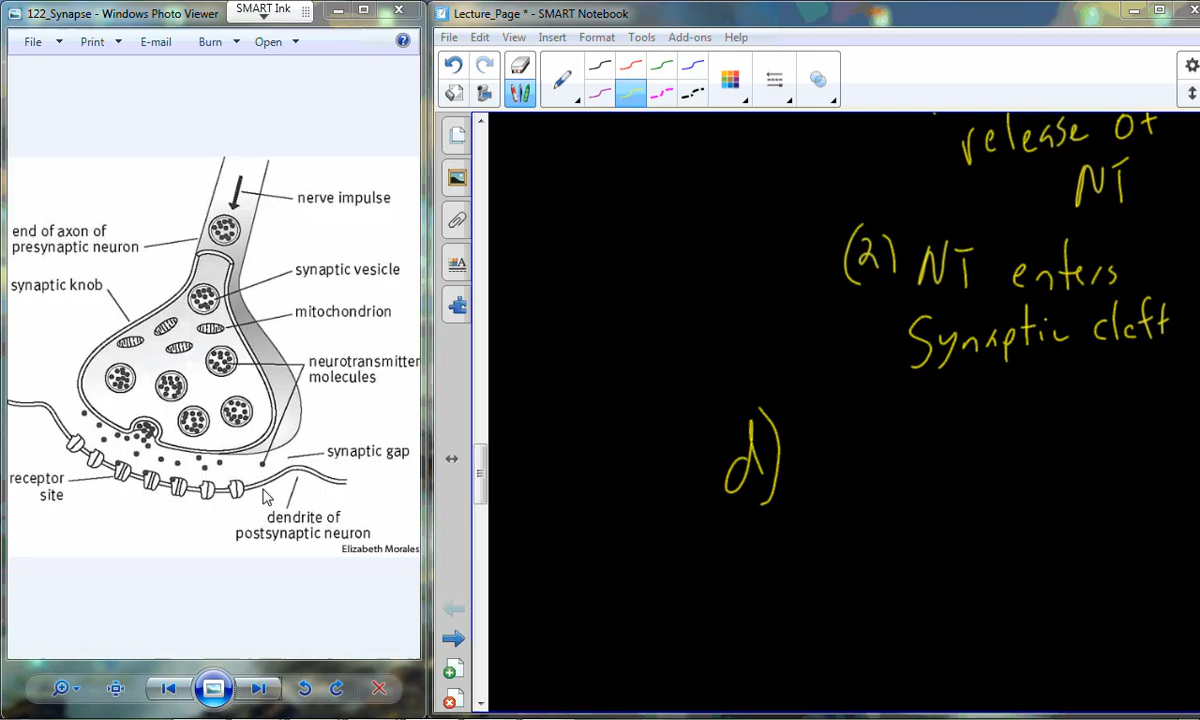 122_Synapse - Windows Photo Viewer
SMART Ink
File Print E-mail Burn Open
nerve impulse
end of axon of
presynaptic neuron
synaptic vesicle
synaptic knob
mitochondrion
neurotransmitter
molecules
synaptic gap
receptor
site
dendrite of
postsynaptic neuron
Elizabeth Morales
Lecture_Page * - SMART Notebook
File Edit View Insert Format Tools Add-ons Help
release of
NT
(2) NT enters
Synaptic cleft
d)